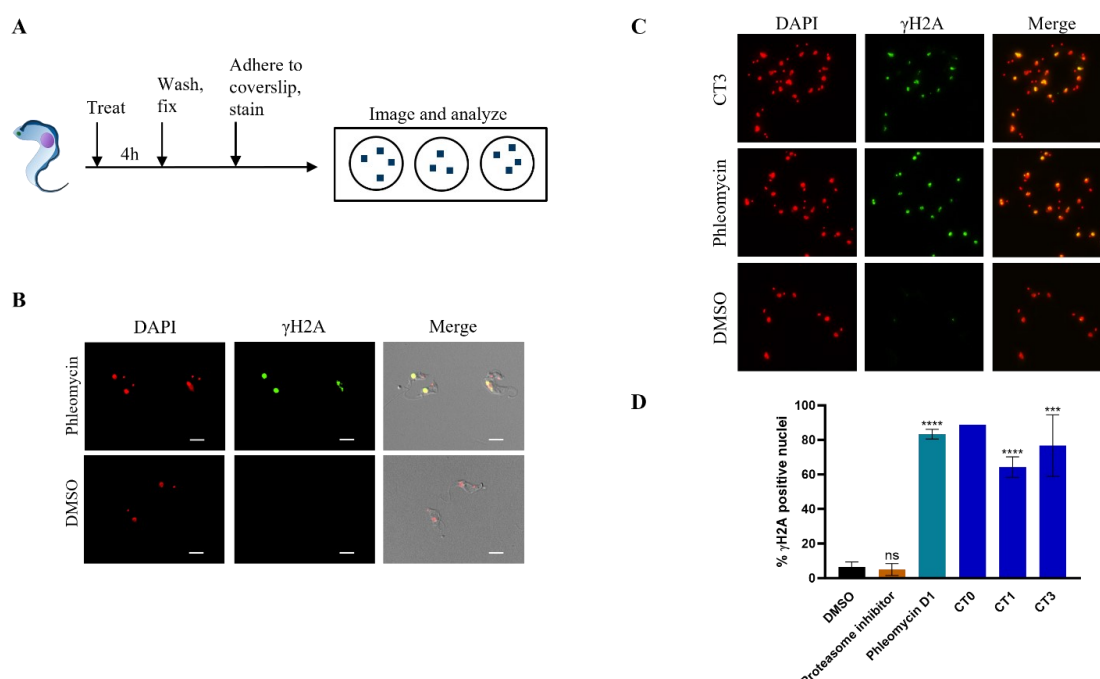 A
Treat
4h
Wash,
fix
Adhere to
coverslip,
stain
Image and analyze
B
DAPI
γH2A
Merge
Phleomycin
DMSO
C
DAPI
γH2A
Merge
CT3
Phleomycin
DMSO
D
% γH2A positive nuclei
100
80
60
40
20
0
ns
****
****
***
DMSO
Proteasome inhibitor
Phleomycin D1
CT0
CT1
CT3